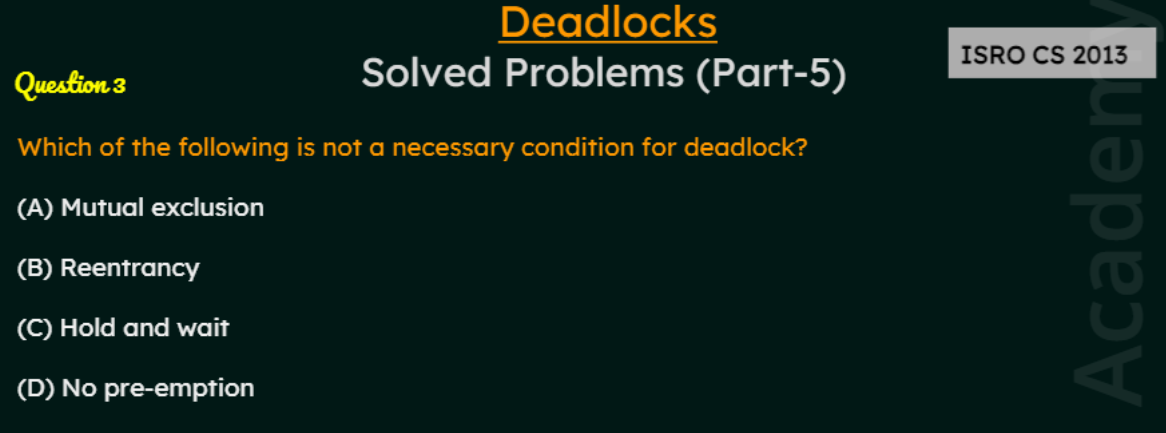 Deadlocks
Solved Problems (Part-5)
ISRO CS 2013
Question 3
Which of the following is not a necessary condition for deadlock?
(A) Mutual exclusion
(B) Reentrancy
(C) Hold and wait
(D) No pre-emption
Academy